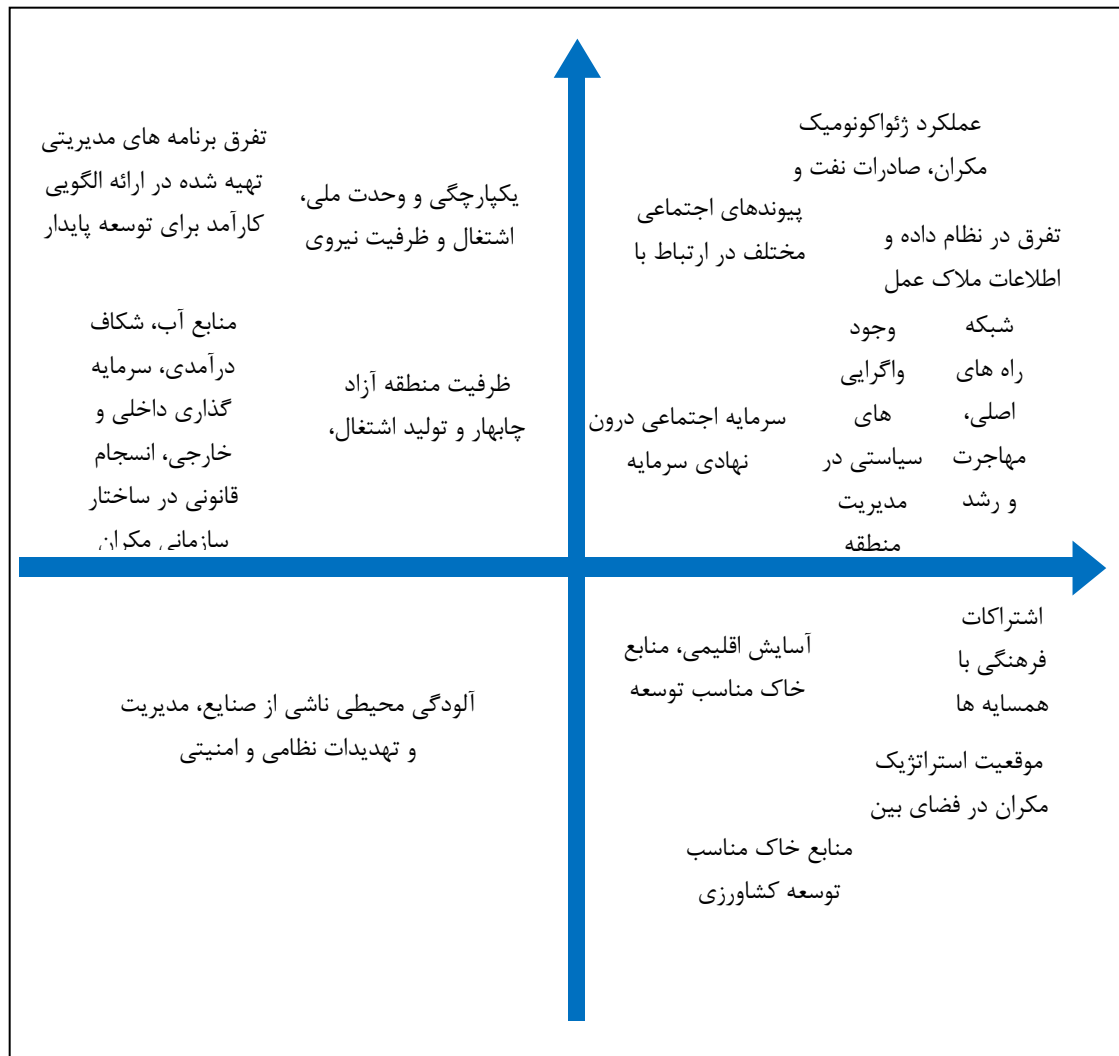 عملکرد ژئواکونومیک
مکران، صادرات نفت و
پیوندهای اجتماعی
مختلف در ارتباط با
تفرق در نظام داده و
اطلاعات ملاک عمل
شبکه
راه های
اصلی،
مهاجرت
و رشد
وجود
واگرایی
های
سیاستی در
مدیریت
منطقه
سرمایه اجتماعی درون
نهادی سرمایه
یکپارچگی و وحدت ملی،
اشتغال و ظرفیت نیروی
تفرق برنامه های مدیریتی
تهیه شده در ارائه الگویی
کارآمد برای توسعه پایدار
ظرفیت منطقه آزاد
چابهار و تولید اشتغال،
منابع آب، شکاف
درآمدی، سرمایه
گذاری داخلی و
خارجی، انسجام
قانونی در ساختار
سازمانی مکران
اشتراکات
فرهنگی با
همسایه ها
آسایش اقلیمی، منابع
خاک مناسب توسعه
موقعیت استراتژیک
مکران در فضای بین
منابع خاک مناسب
توسعه کشاورزی
آلودگی محیطی ناشی از صنایع، مدیریت
و تهدیدات نظامی و امنیتی